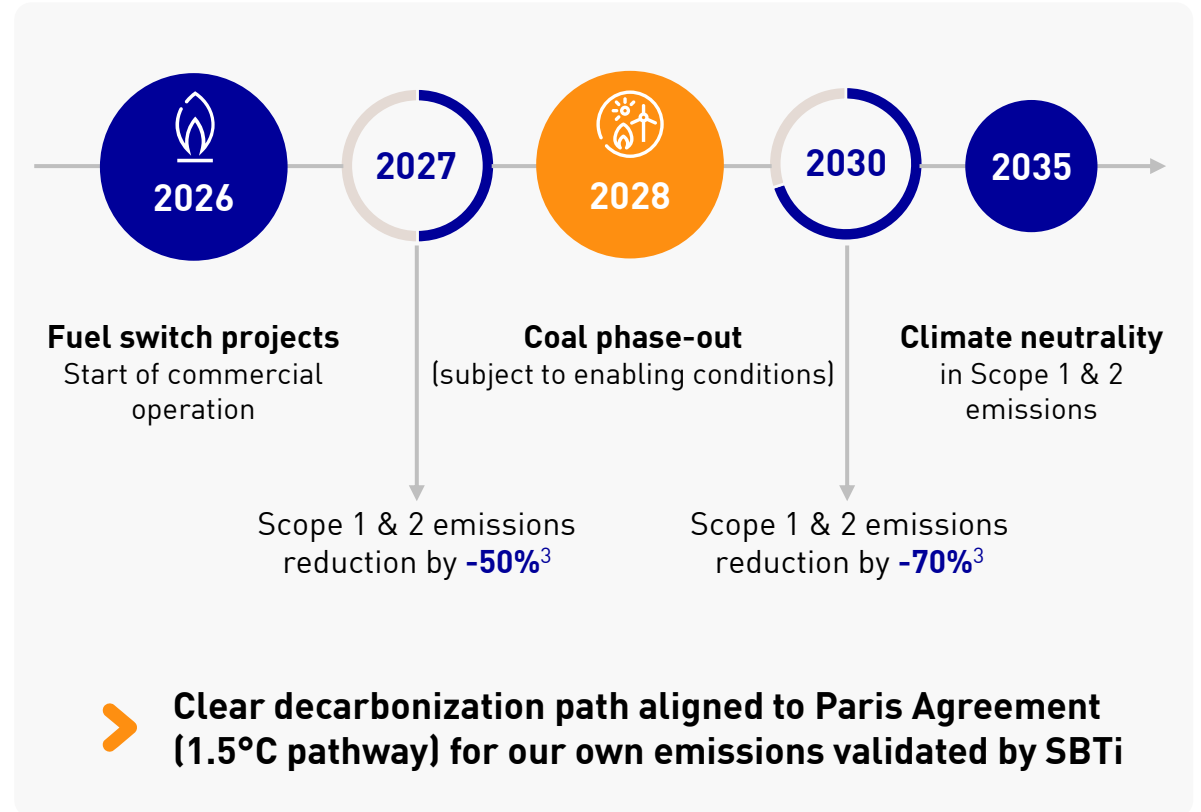 2026
2027
2028
2030
2035
Fuel switch projects
Start of commercial
operation
Coal phase-out
(subject to enabling conditions)
Climate neutrality
in Scope 1 & 2
emissions
Scope 1 & 2 emissions
reduction by -50%³
Scope 1 & 2 emissions
reduction by -70%³
Clear decarbonization path aligned to Paris Agreement
(1.5°C pathway) for our own emissions validated by SBTi